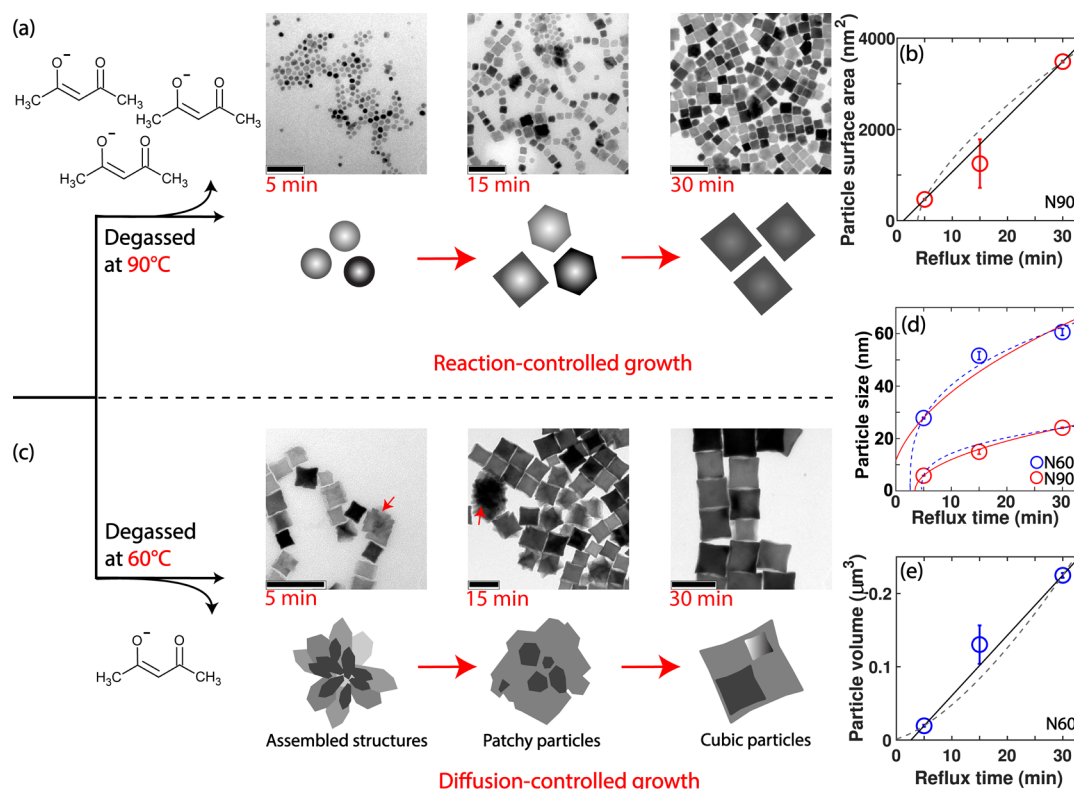 (a)
O⁻ O
H₃C CH₃
O⁻ O
H₃C CH₃
O⁻ O
H₃C CH₃
Degassed
at 90°C
5 min
15 min
30 min
Reaction-controlled growth
(b)
Particle surface area (nm²)
4000
2000
0
0 10 20 30
Reflux time (min)
N90
(c)
Degassed
at 60°C
O⁻ O
H₃C CH₃
5 min
15 min
30 min
Assembled structures
Patchy particles
Cubic particles
Diffusion-controlled growth
(d)
Particle size
(nm)
60
40
20
0
0 10 20 30
N60
N90
Reflux time (min)
(e)
Particle volume (μm³)
-0.2
0.1
0
0 10 20 30
Reflux time (min)
N60